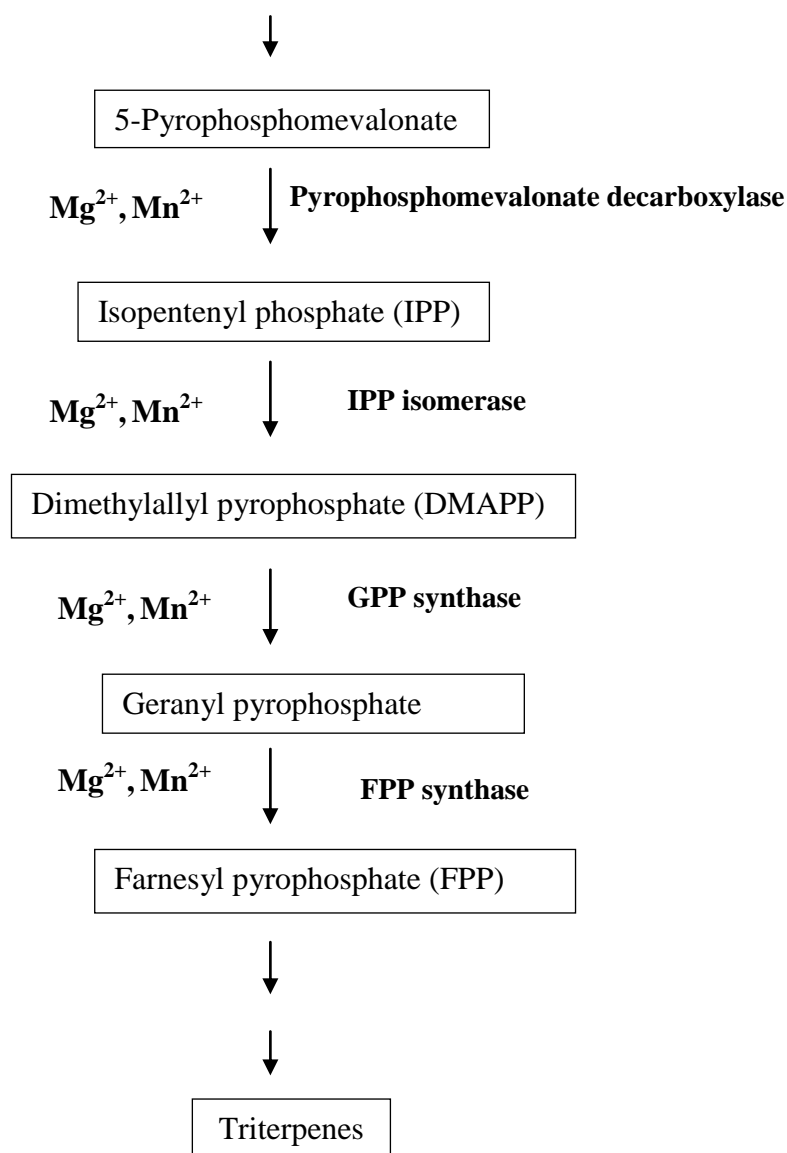 5-Pyrophosphomevalonate
Mg²⁺, Mn²⁺ Pyrophosphomevalonate decarboxylase
Isopentenyl phosphate (IPP)
Mg²⁺, Mn²⁺ IPP isomerase
Dimethylallyl pyrophosphate (DMAPP)
Mg²⁺, Mn²⁺ GPP synthase
Geranyl pyrophosphate
Mg²⁺, Mn²⁺ FPP synthase
Farnesyl pyrophosphate (FPP)
Triterpenes